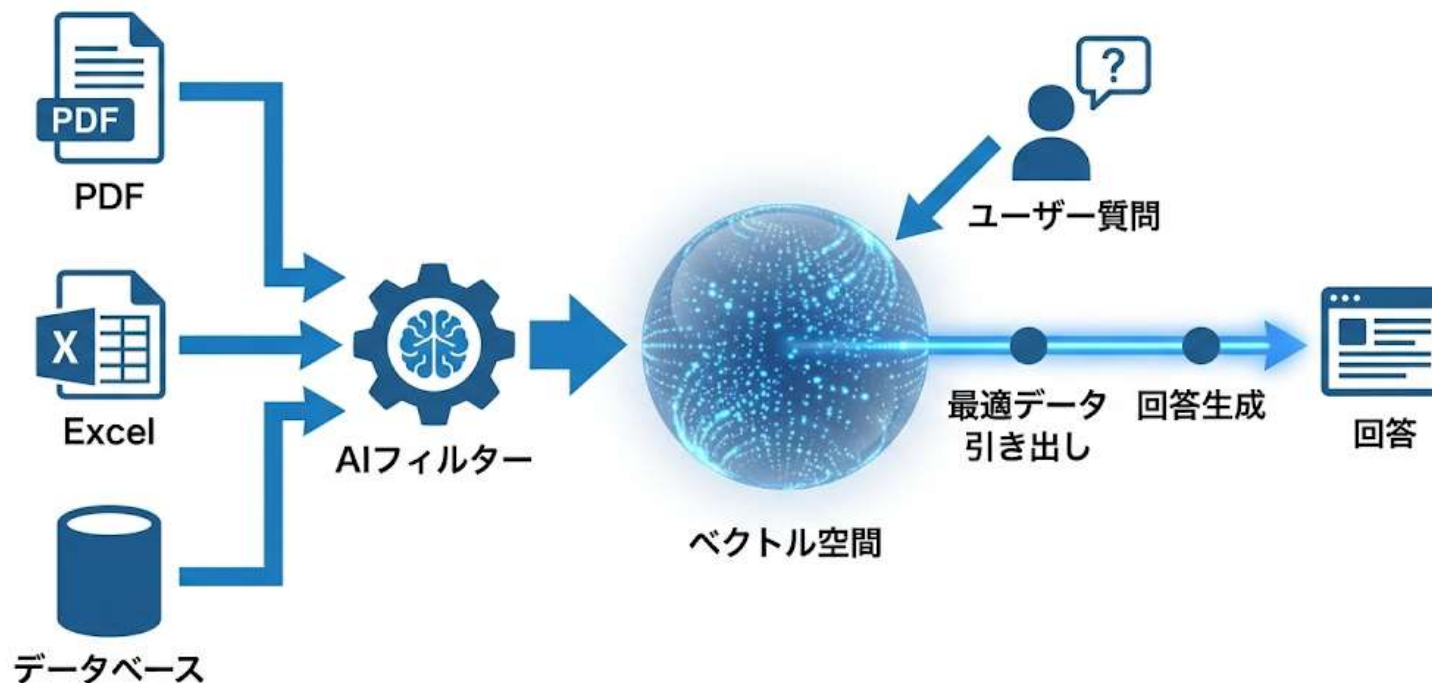 PDF
PDF
X
Excel
データベース
AIフィルター
ベクトル空間
?
ユーザー質問
最適データ
引き出し
回答生成
回答